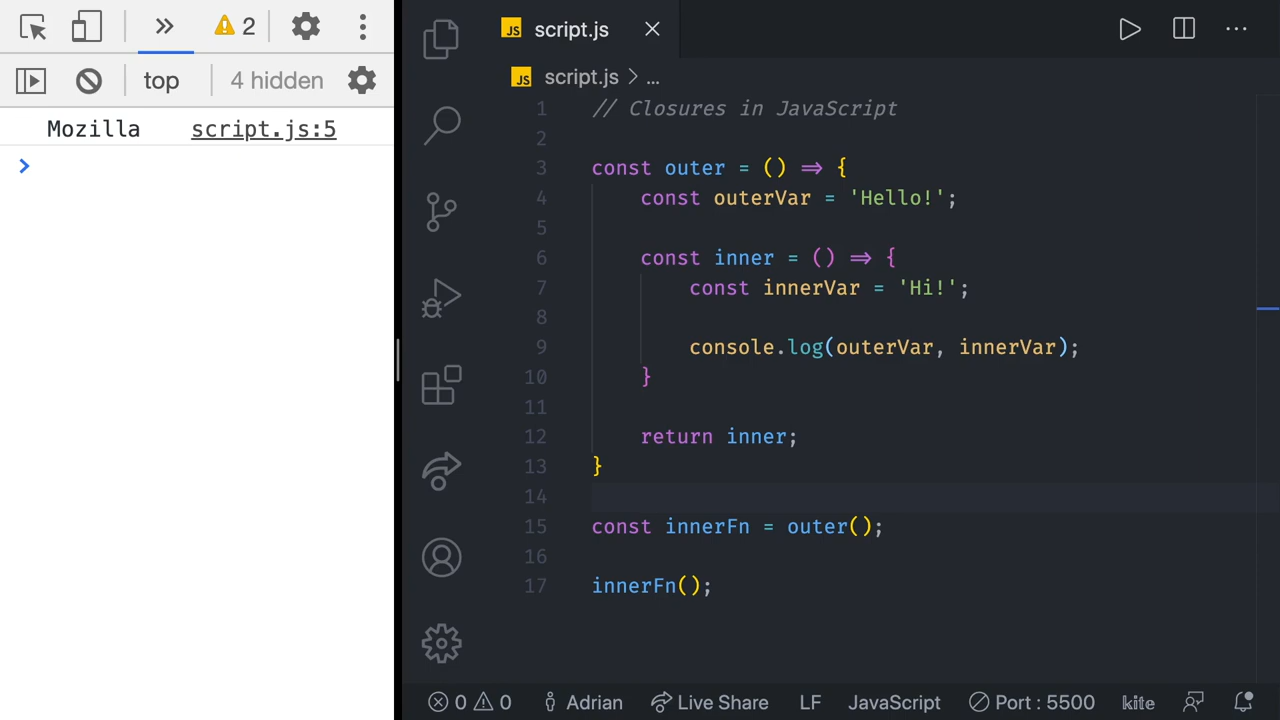 2
top
4 hidden
Mozilla script.js:5
JS script.js
JS script.js > ...
1 // Closures in JavaScript
2
3 const outer = () => {
4 const outerVar = 'Hello!';
5
6 const inner = () => {
7 const innerVar = 'Hi!';
8
9 console.log(outerVar, innerVar);
10 }
11
12 return inner;
13 }
14
15 const innerFn = outer();
16
17 innerFn();
0 0 Adrian Live Share LF JavaScript Port : 5500 kite